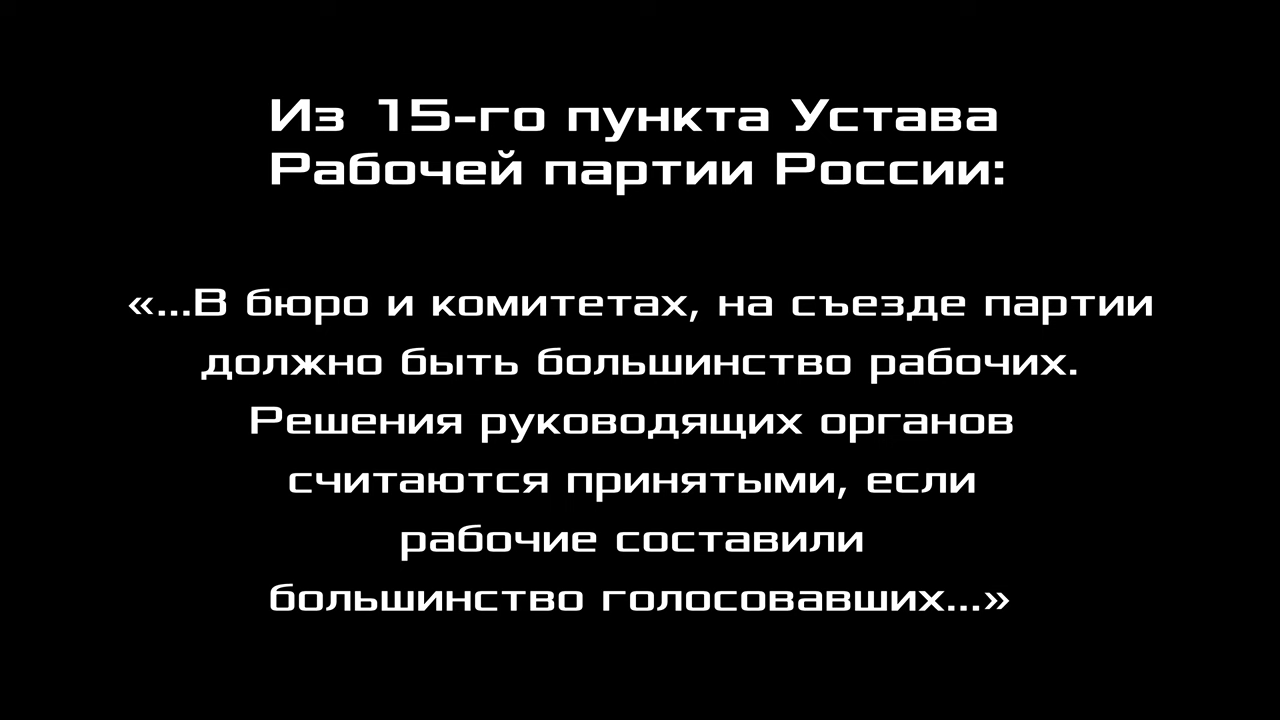 Из 15-го пункта Устава
Рабочей партии России:
«...В бюро и комитетах, на съезде партии
должно быть большинство рабочих.
Решения руководящих органов
считаются принятыми, если
рабочие составили
большинство голосовавших...»